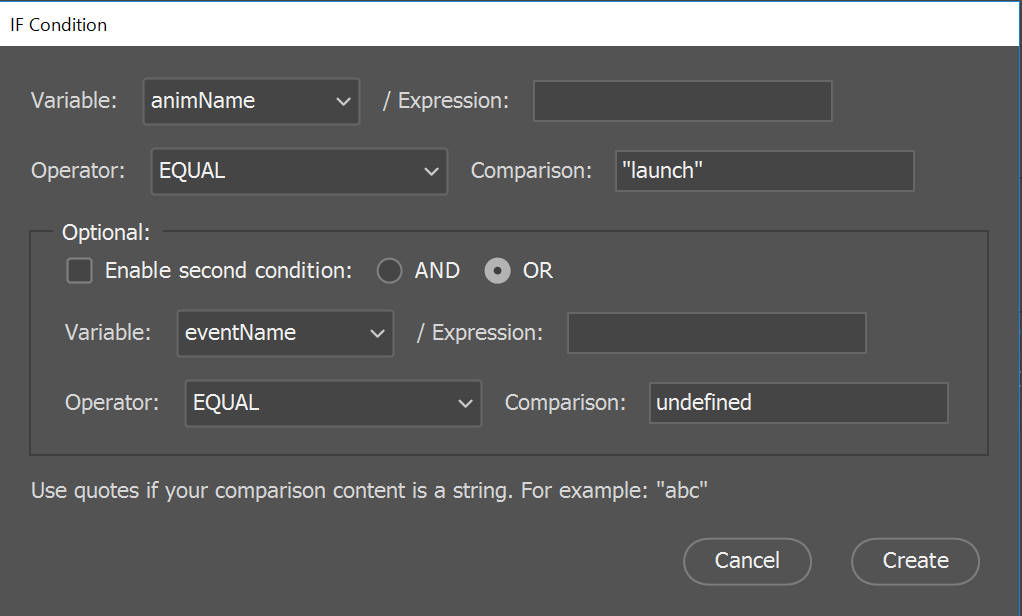 IF Condition
Variable: animName / Expression:
Operator: EQUAL Comparison: "launch"
Optional:
Enable second condition: AND OR
Variable: eventName / Expression:
Operator: EQUAL Comparison: undefined
Use quotes if your comparison content is a string. For example: "abc"
Cancel Create